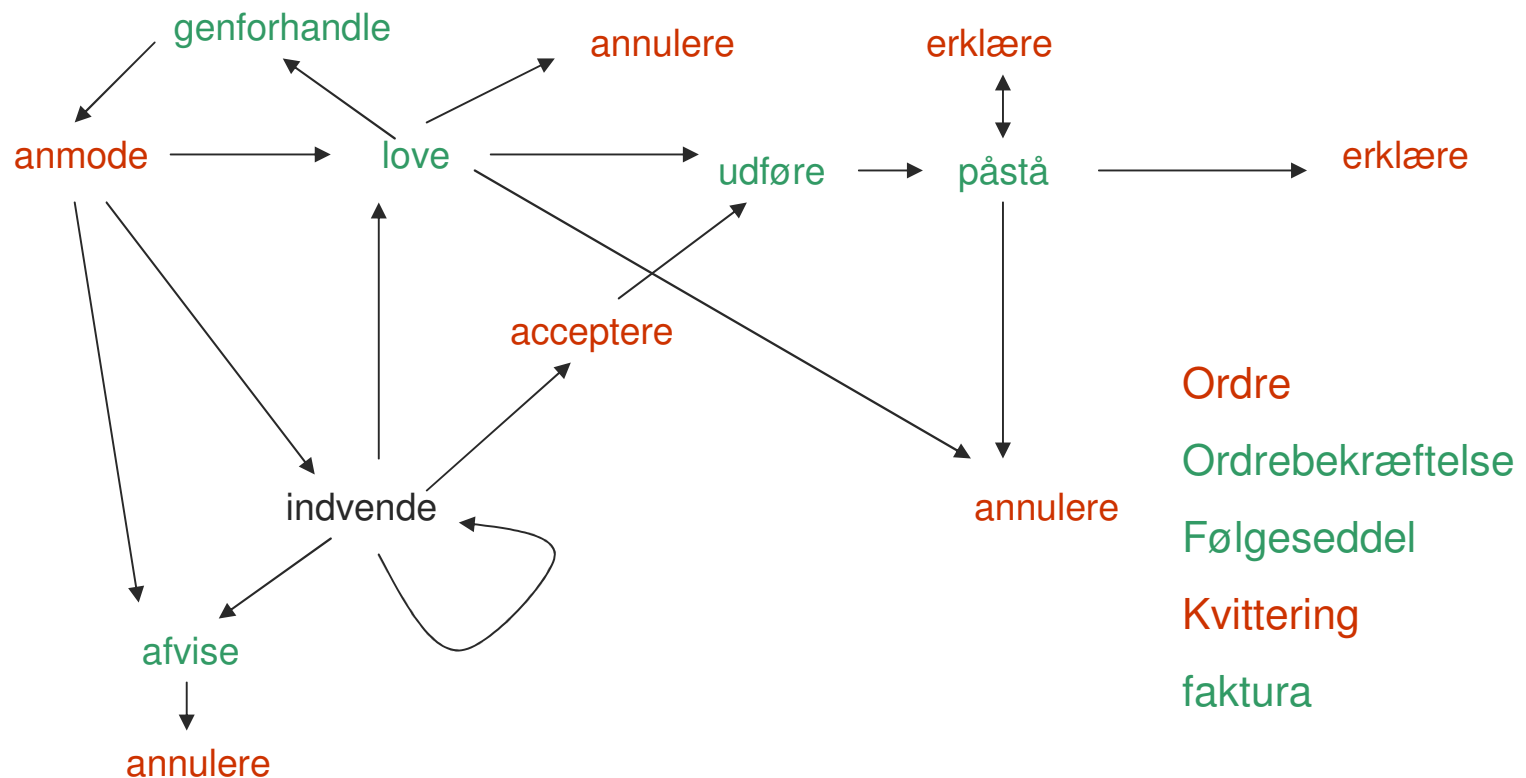 genforhandle
annulere
erklære
anmode
love
udføre
påstå
erklære
acceptere
indvende
annulere
afvise
annulere
Ordre
Ordrebekræftelse
Følgeseddel
Kvittering
faktura